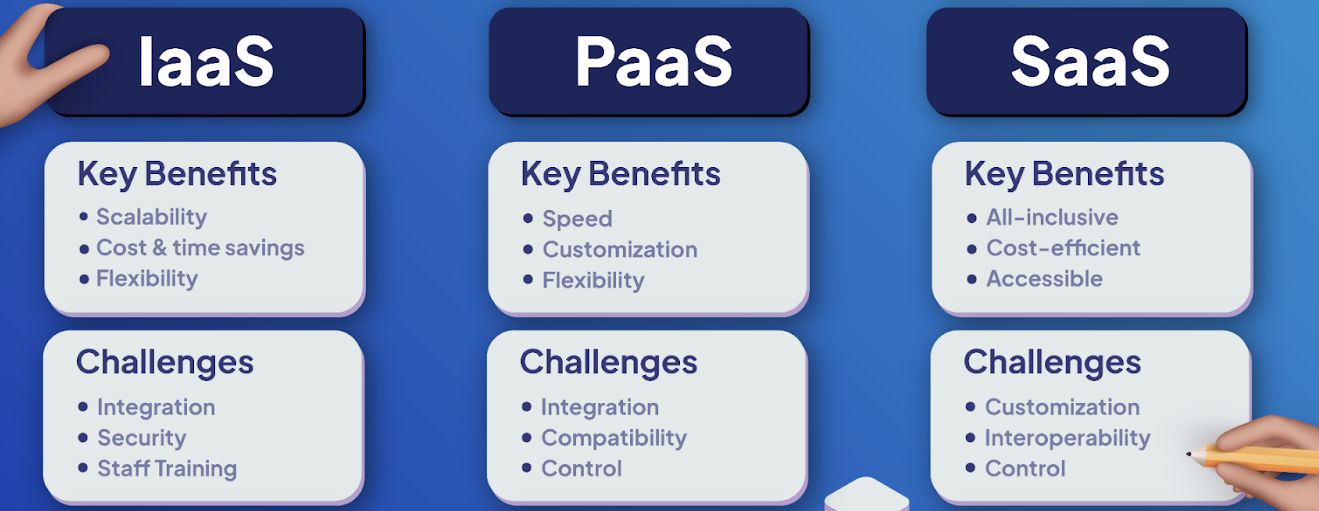 IaaS
Key Benefits
• Scalability
• Cost & time savings
• Flexibility
Challenges
• Integration
• Security
• Staff Training
PaaS
Key Benefits
• Speed
• Customization
• Flexibility
Challenges
• Integration
• Compatibility
• Control
SaaS
Key Benefits
• All-inclusive
• Cost-efficient
• Accessible
Challenges
• Customization
• Interoperability
• Control